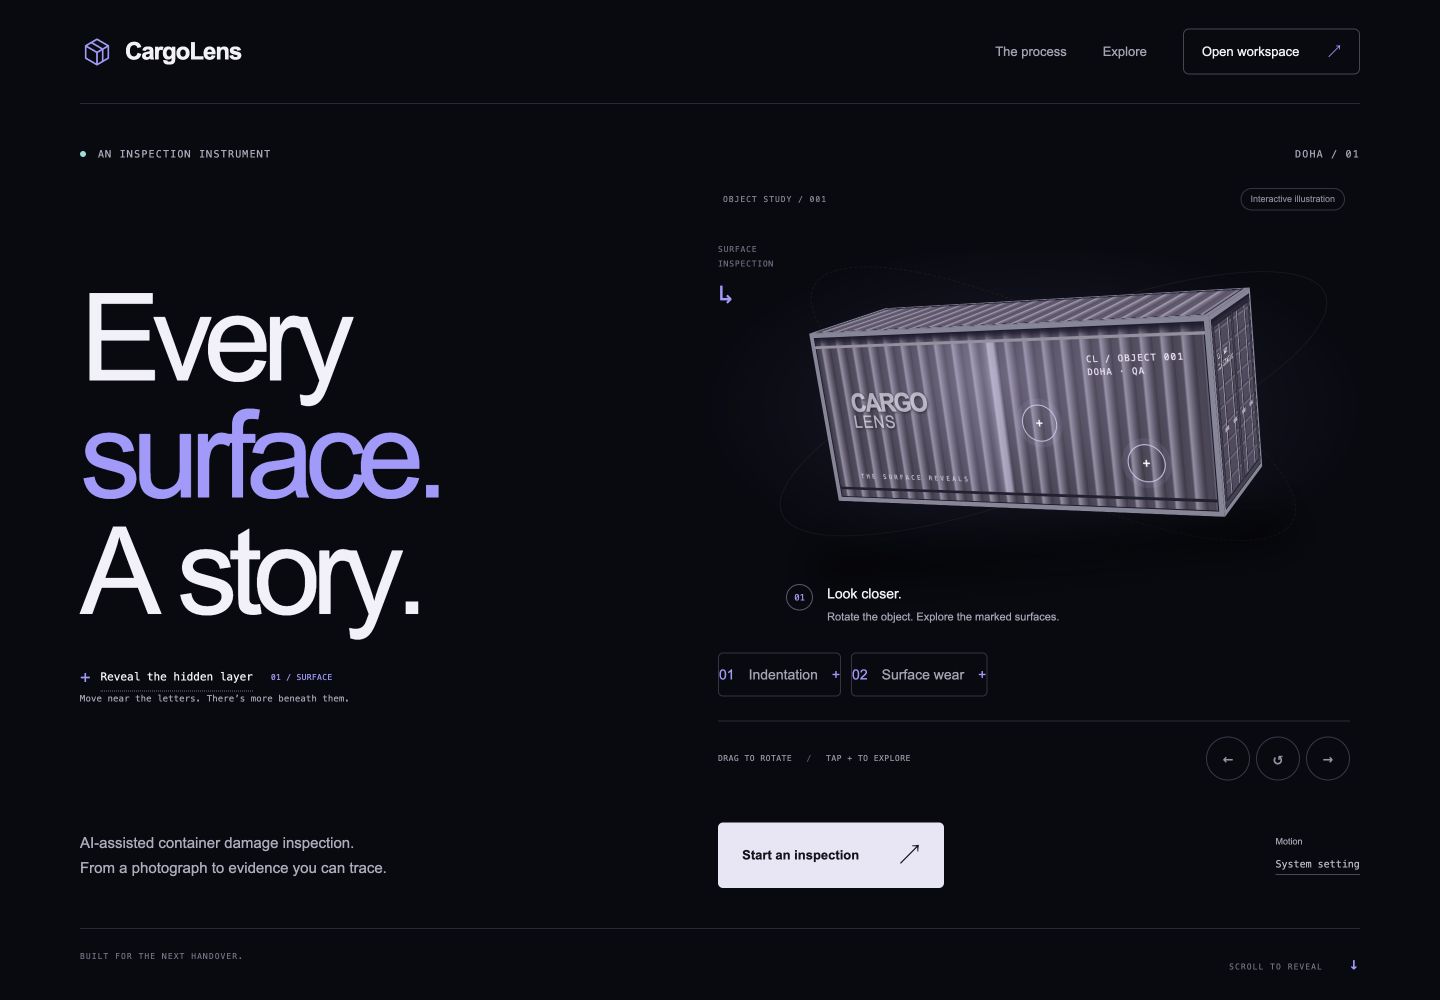 CargoLens
The process
Explore
Open workspace
AN INSPECTION INSTRUMENT
DOHA / 01
OBJECT STUDY / 001
Interactive illustration
SURFACE
INSPECTION
Every
surface.
A story.
CL / OBJECT 001
DOHA · QA
CARGO
LENS
THE SURFACE REVEALS
+ Reveal the hidden layer 01 / SURFACE
Move near the letters. There's more beneath them.
01 Look closer.
Rotate the object. Explore the marked surfaces.
01 Indentation +
02 Surface wear +
DRAG TO ROTATE / TAP + TO EXPLORE
AI-assisted container damage inspection.
From a photograph to evidence you can trace.
Start an inspection
Motion
System setting
BUILT FOR THE NEXT HANDOVER.
SCROLL TO REVEAL